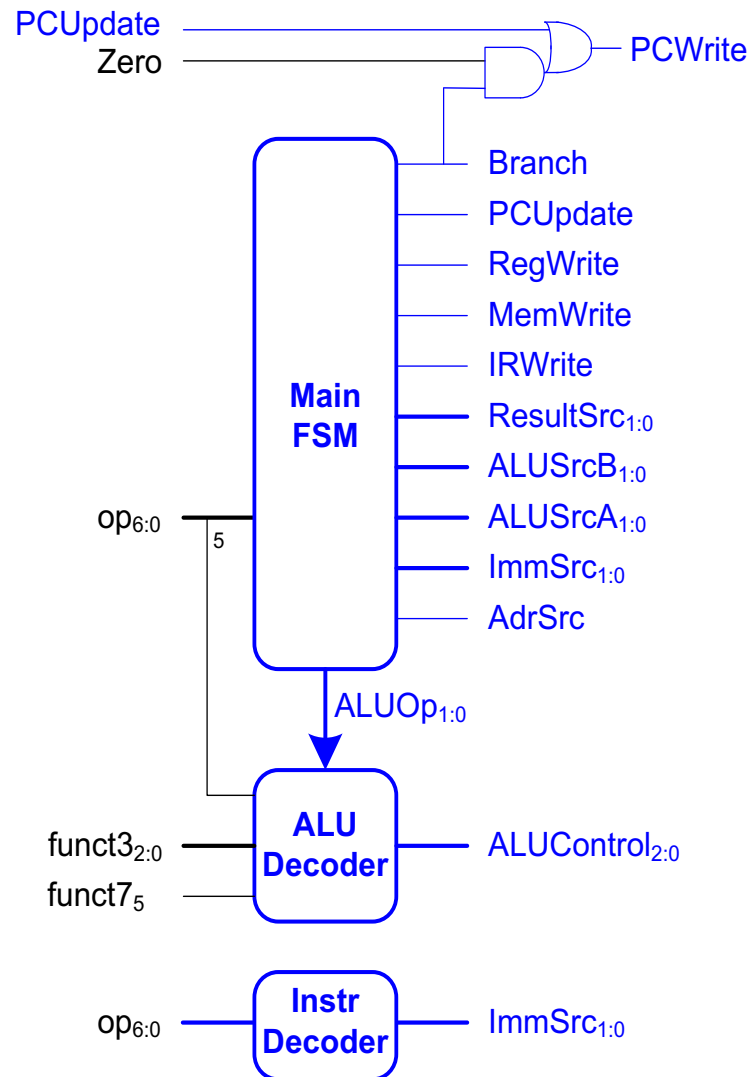 PCUpdate
Zero
PCWrite
Branch
PCUpdate
RegWrite
MemWrite
IRWrite
Main
FSM
ResultSrc1:0
ALUSrcB1:0
op6:0
5
ALUSrcA1:0
ImmSrc1:0
AdrSrc
ALUOp1:0
ALU
Decoder
funct32:0
funct75
ALUControl2:0
Instr
Decoder
op6:0
ImmSrc1:0